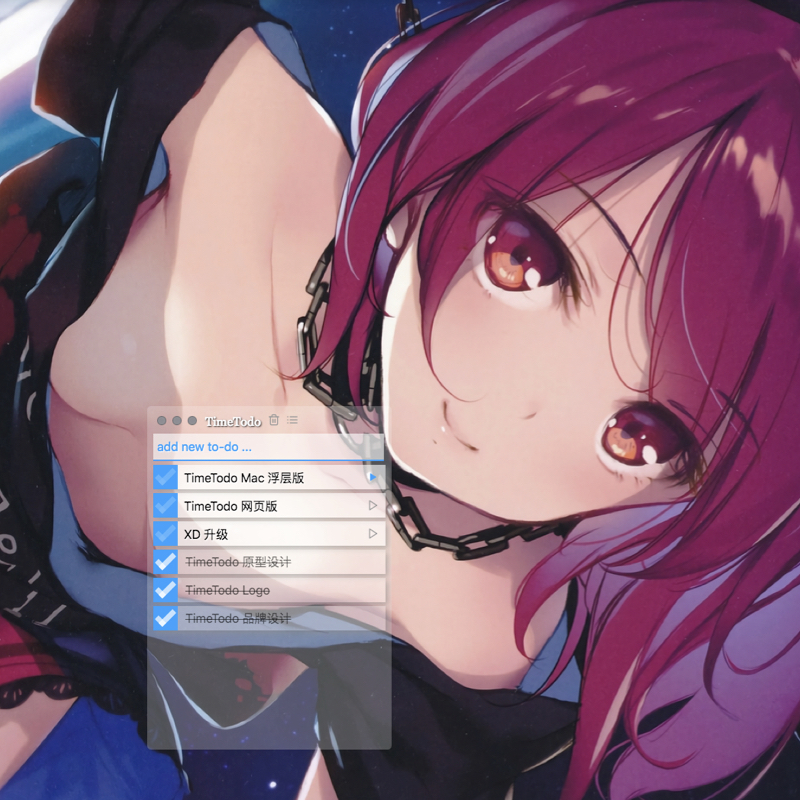 TimeTodo
add new to-do ...
TimeTodo Mac 浮层版
TimeTodo 网页版
XD 升级
TimeTodo 原型设计
TimeTodo Logo
TimeTodo 品牌设计